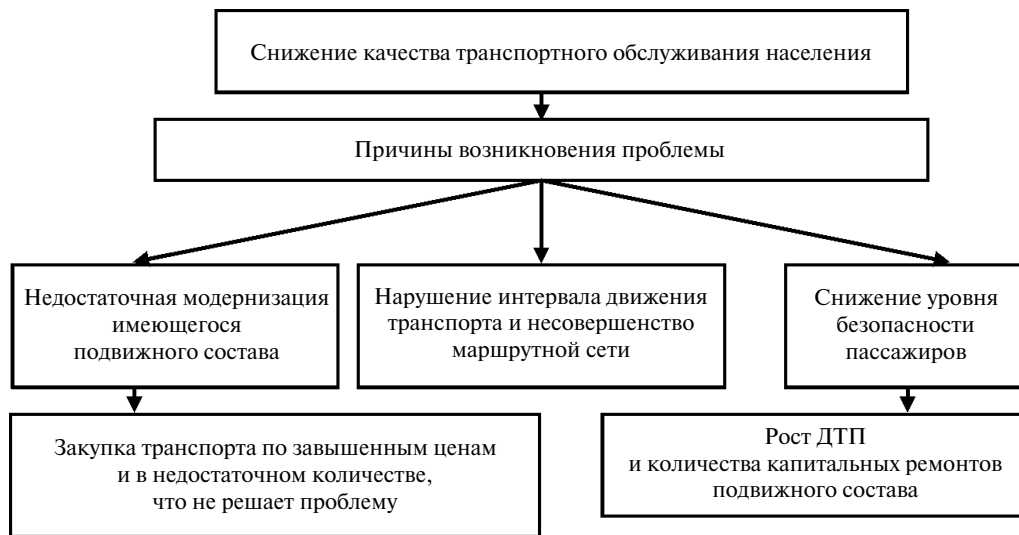 Снижение качества транспортного обслуживания населения
Причины возникновения проблемы
Недостаточная модернизация
имеющегося
подвижного состава
Нарушение интервала движения
транспорта и несовершенство
маршрутной сети
Снижение уровня
безопасности
пассажиров
Закупка транспорта по завышенным ценам
и в недостаточном количестве,
что не решает проблему
Рост ДТП
и количества капитальных ремонтов
подвижного состава